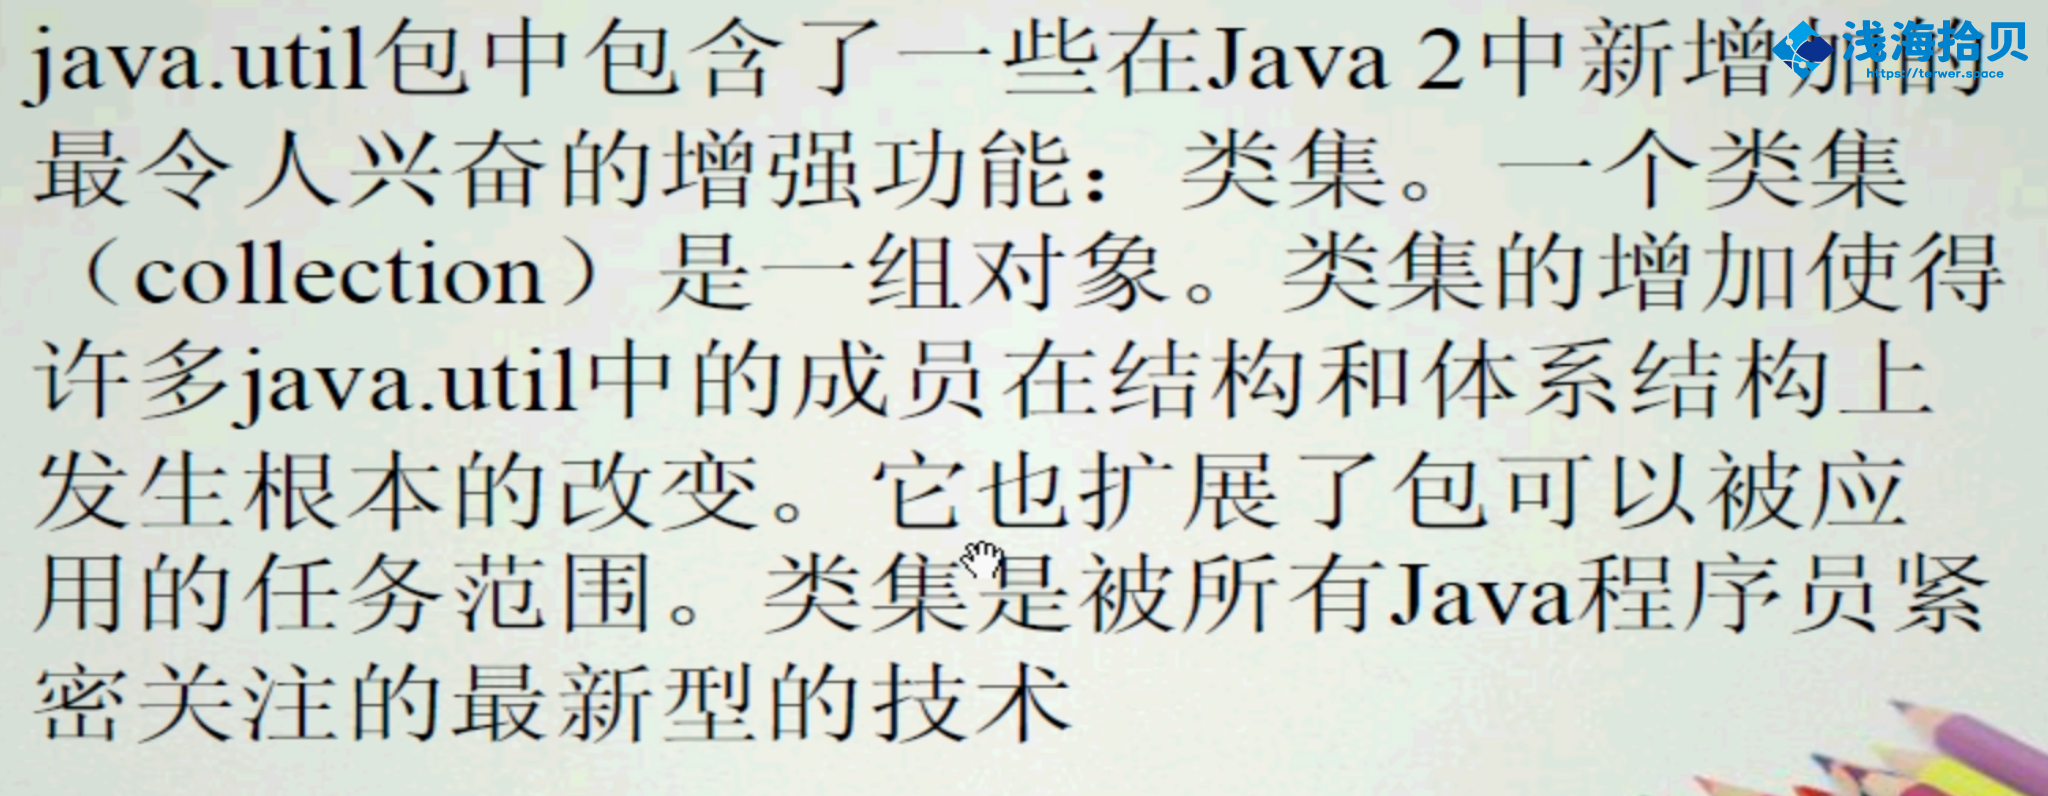 java.util包中包含了一些在Java 2中新增加的
最令人兴奋的增强功能：类集。一个类集
（collection）是一组对象。类集的增加使得
许多java.util中的成员在结构和体系结构上
发生根本的改变。它也扩展了包可以被应
用的任务范围。类集是被所有Java程序员紧
密关注的最新型的技术
浅海拾贝
https://terwer.space